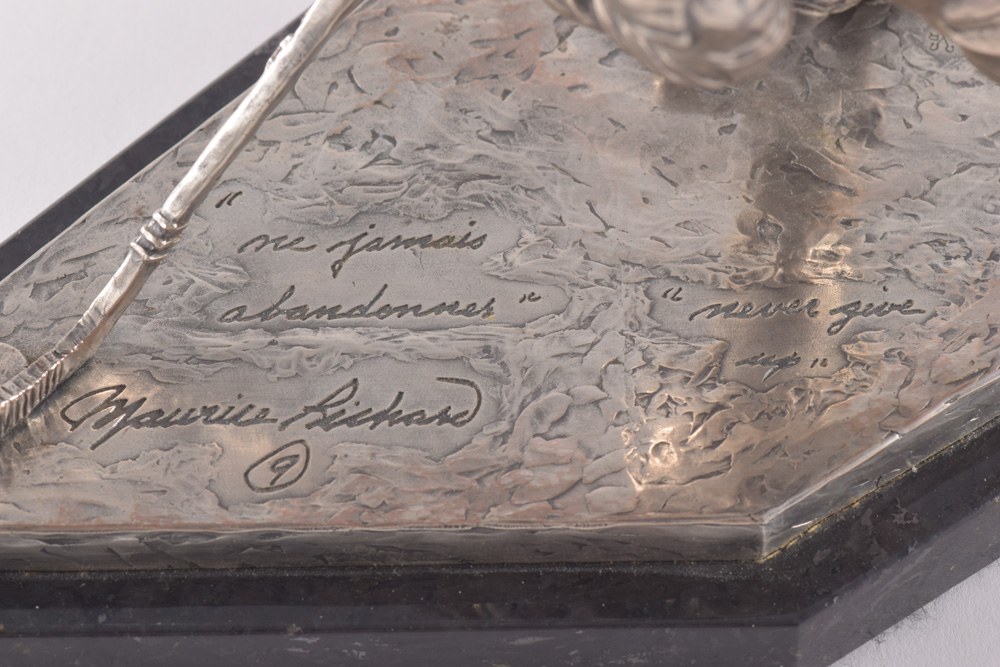 "ne jamais
abandonner"
"never give
up"
Maurice Richard
9